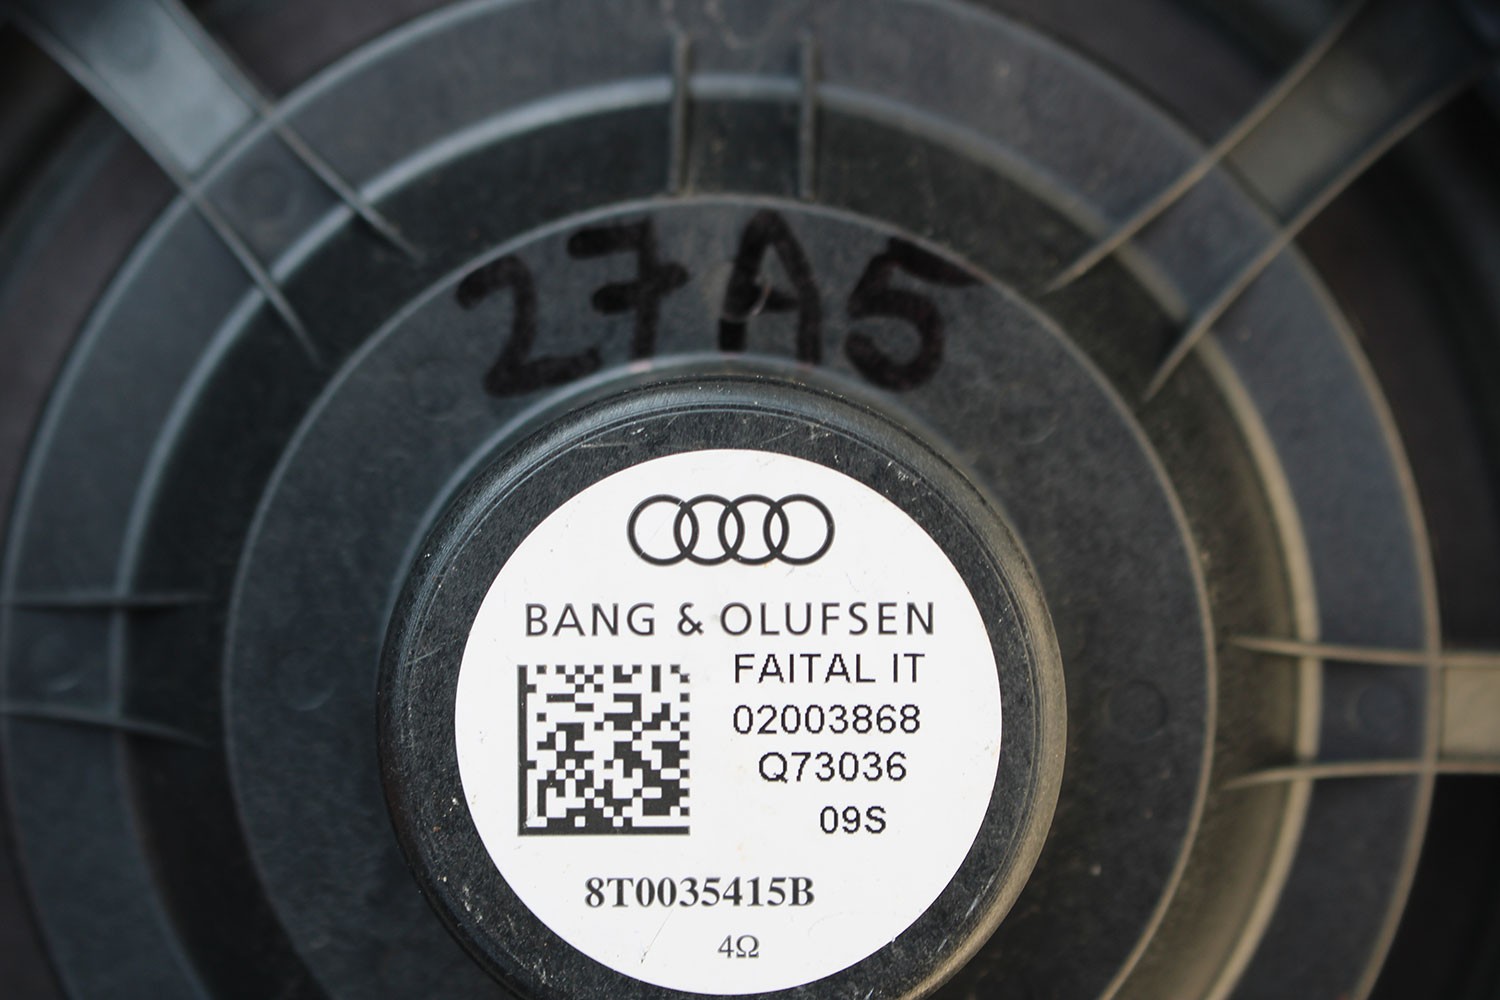 27A5
BANG & OLUFSEN
FAITAL IT
02003868
Q73036
09S
8T0035415B
4Ω